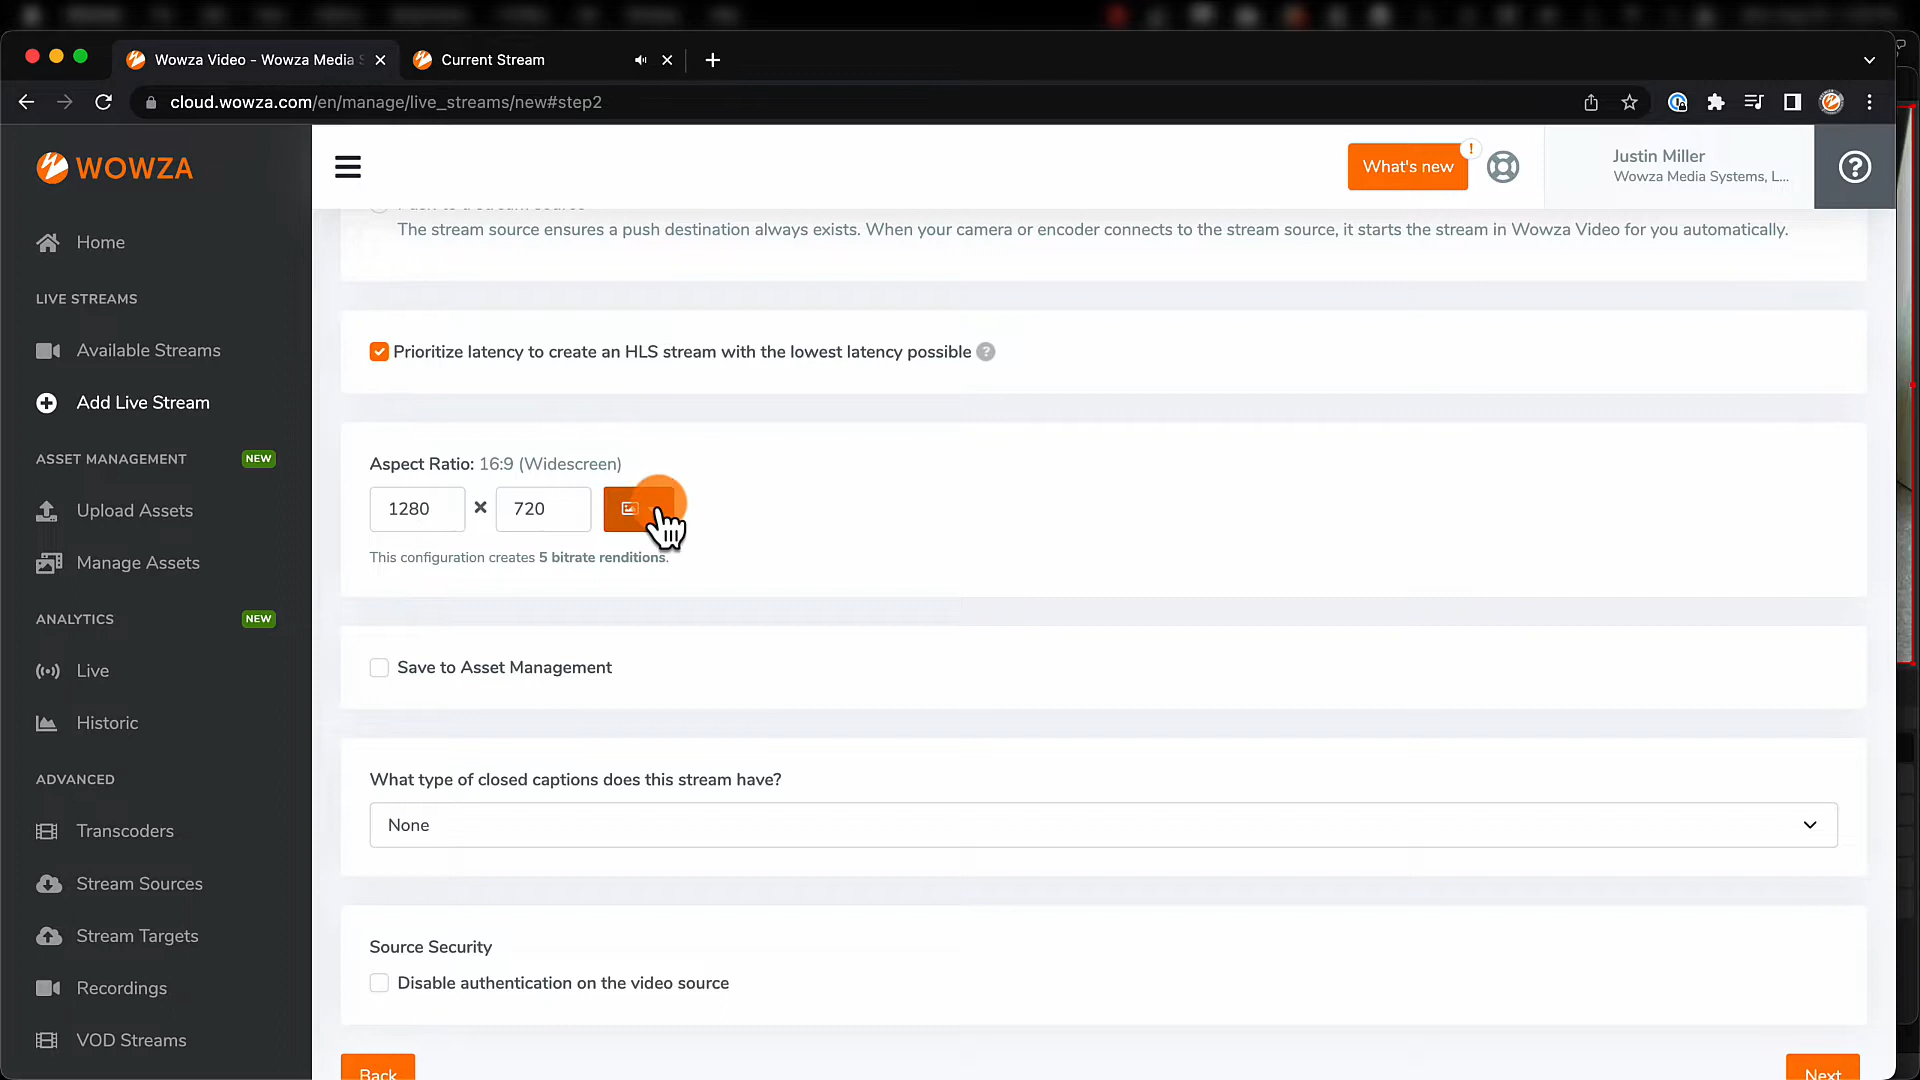 Wowza Video - Wowza Media S
Current Stream
cloud.wowza.com/en/manage/live_streams/new#step2
WOWZA
What's new
!
Justin Miller
Wowza Media Systems, L...
Home
LIVE STREAMS
Available Streams
Add Live Stream
ASSET MANAGEMENT NEW
Upload Assets
Manage Assets
ANALYTICS NEW
Live
Historic
ADVANCED
Transcoders
Stream Sources
Stream Targets
Recordings
VOD Streams
The stream source ensures a push destination always exists. When your camera or encoder connects to the stream source, it starts the stream in Wowza Video for you automatically.
Prioritize latency to create an HLS stream with the lowest latency possible ?
Aspect Ratio: 16:9 (Widescreen)
1280 × 720
This configuration creates 5 bitrate renditions.
Save to Asset Management
What type of closed captions does this stream have?
None
Source Security
Disable authentication on the video source
Back
Next